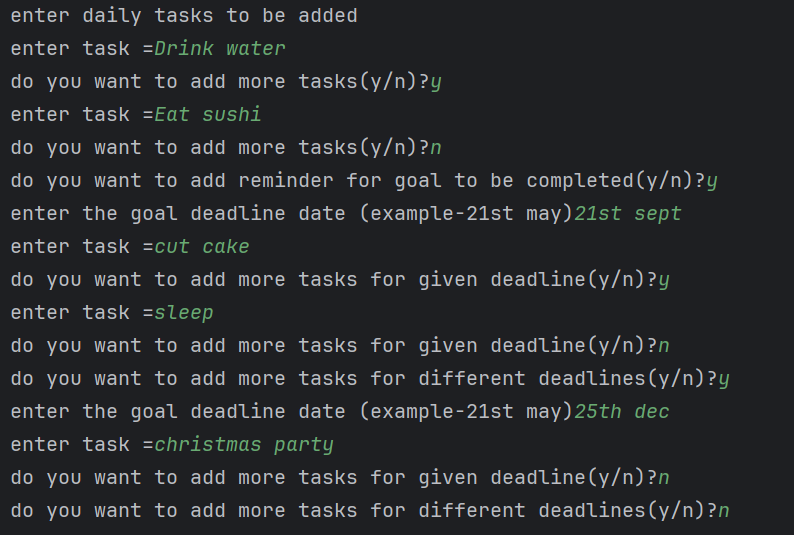 enter daily tasks to be added
enter task =Drink water
do you want to add more tasks(y/n)?y
enter task =Eat sushi
do you want to add more tasks(y/n)?n
do you want to add reminder for goal to be completed(y/n)?y
enter the goal deadline date (example-21st may)21st sept
enter task =cut cake
do you want to add more tasks for given deadline(y/n)?y
enter task =sleep
do you want to add more tasks for given deadline(y/n)?n
do you want to add more tasks for different deadlines(y/n)?y
enter the goal deadline date (example-21st may)25th dec
enter task =christmas party
do you want to add more tasks for given deadline(y/n)?n
do you want to add more tasks for different deadlines(y/n)?n